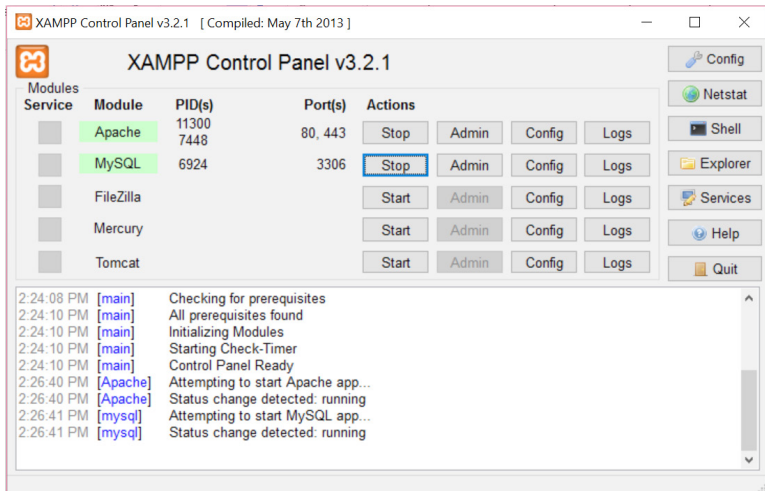 XAMPP Control Panel v3.2.1 [ Compiled: May 7th 2013 ]
XAMPP Control Panel v3.2.1
Config
Modules
Service Module PID(s) Port(s) Actions
Netstat
Apache 11300 7448 80, 443 Stop Admin Config Logs
Shell
MySQL 6924 3306 Stop Admin Config Logs
Explorer
FileZilla Start Admin Config Logs
Services
Mercury Start Admin Config Logs
Help
Tomcat Start Admin Config Logs
Quit
2:24:08 PM [main] Checking for prerequisites
2:24:10 PM [main] All prerequisites found
2:24:10 PM [main] Initializing Modules
2:24:10 PM [main] Starting Check-Timer
2:24:10 PM [main] Control Panel Ready
2:26:40 PM [Apache] Attempting to start Apache app...
2:26:40 PM [Apache] Status change detected: running
2:26:41 PM [mysql] Attempting to start MySQL app...
2:26:41 PM [mysql] Status change detected: running